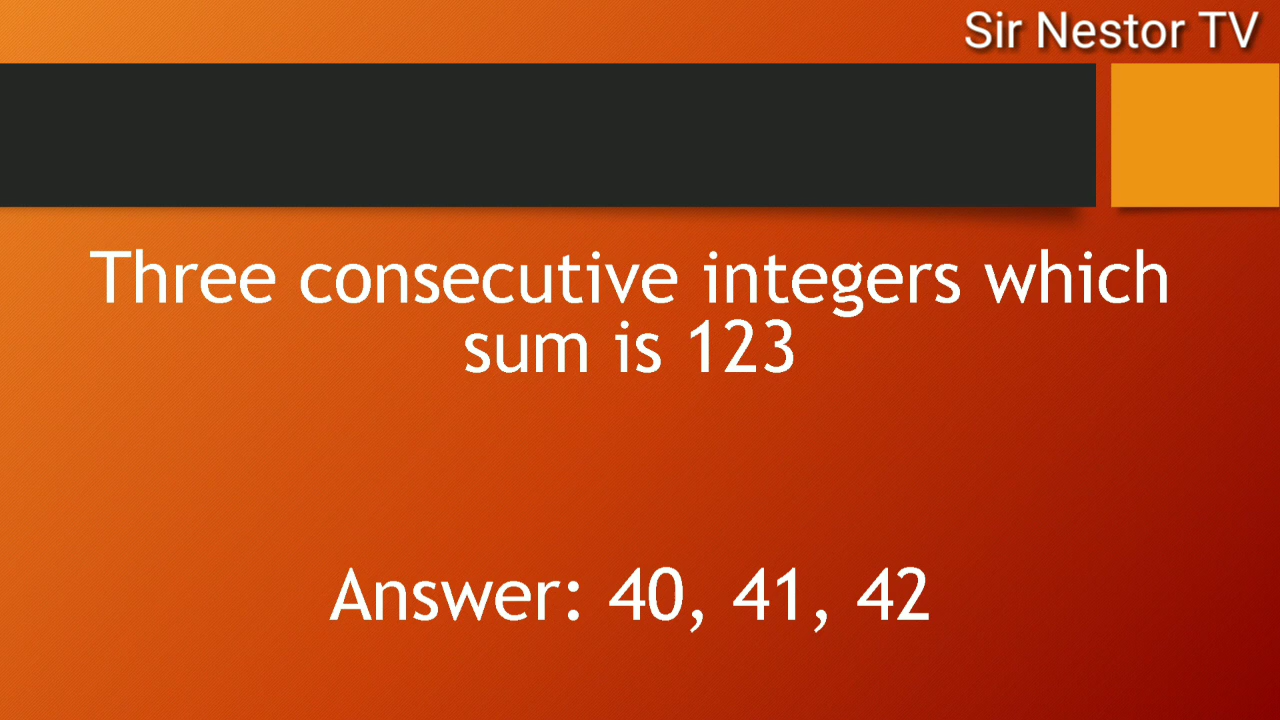 Sir Nestor TV
Three consecutive integers which
sum is 123
Answer: 40, 41, 42